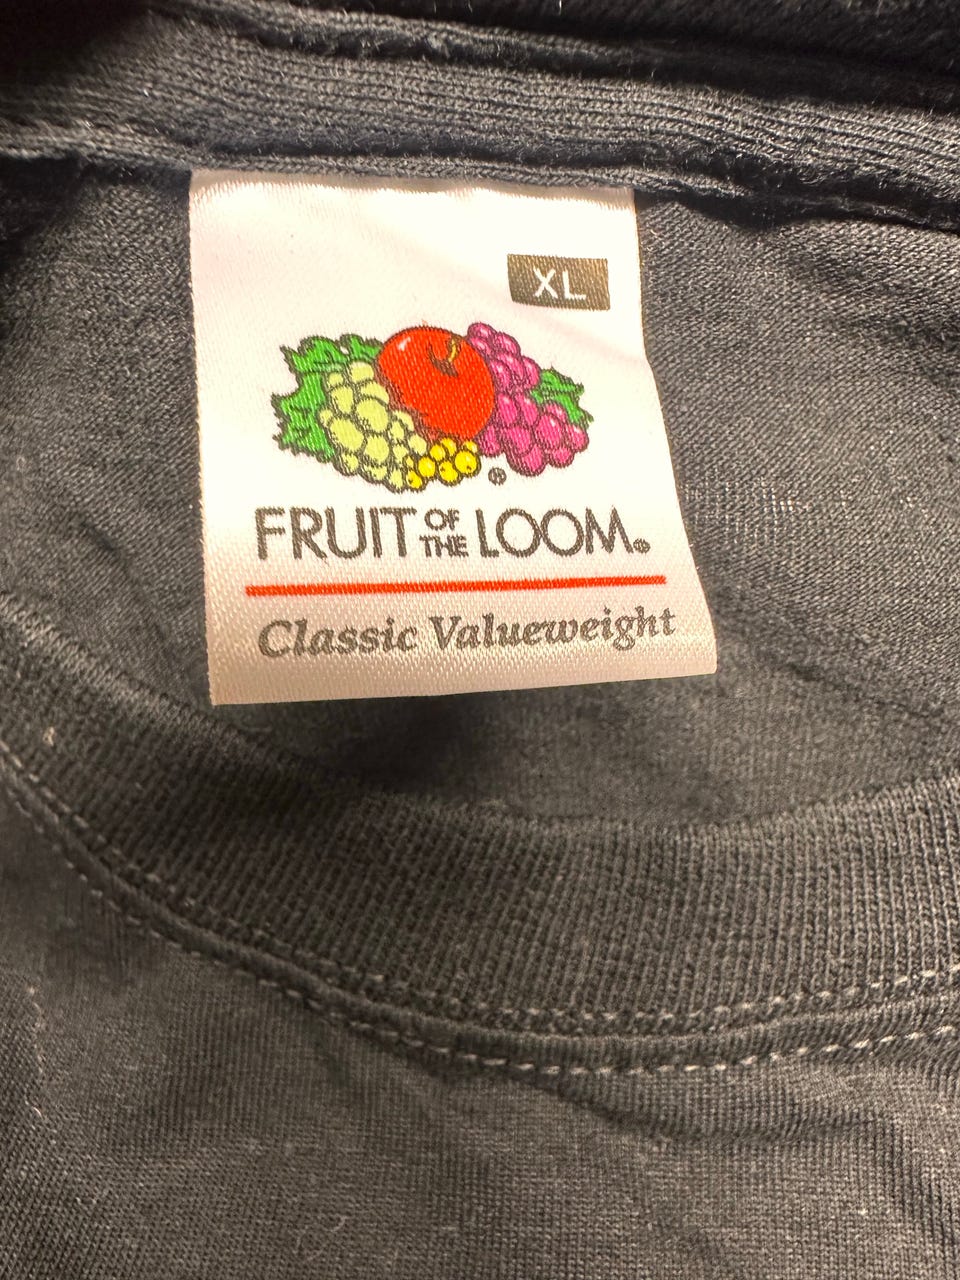 XL
®
FRUIT OF THE LOOM®
Classic Valueweight